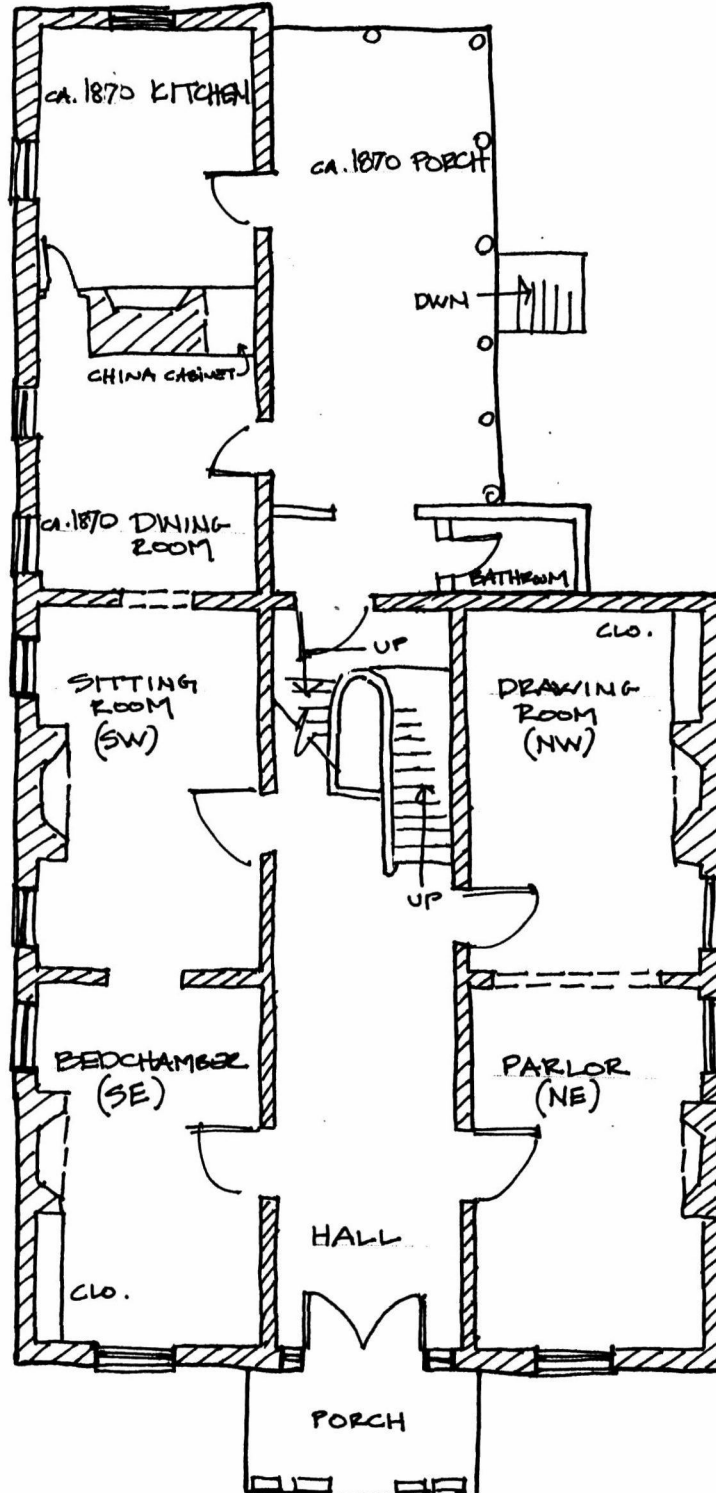 CA. 1870 KITCHEN
CA. 1870 PORCH
DWN
CHINA CABINET
CA. 1870 DINING
ROOM
BATHROOM
UP
CLO.
SITTING
ROOM
(SW)
DRAWING
ROOM
(NW)
UP
BEDCHAMBER
(SE)
PARLOR
(NE)
HALL
CLO.
PORCH